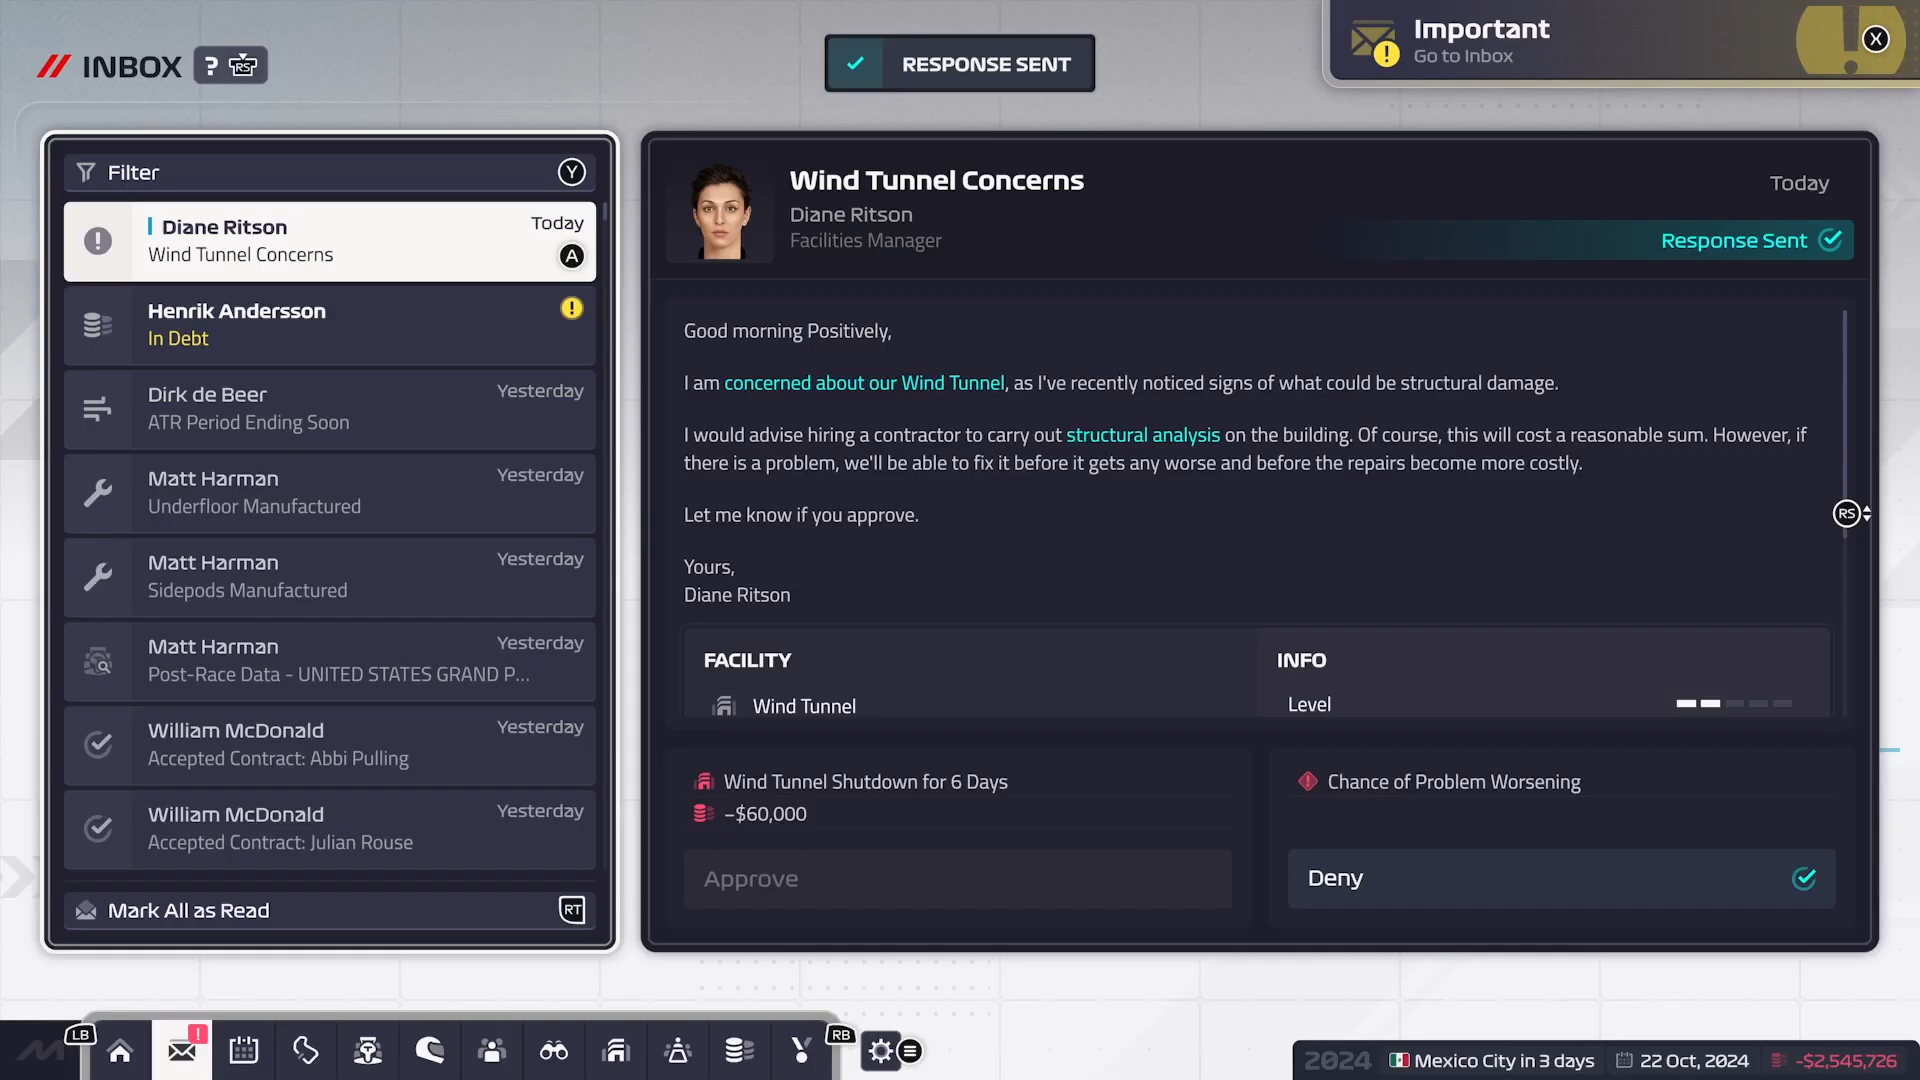 INBOX
?
RS
RESPONSE SENT
Important
Go to Inbox
X
Filter
Y
Diane Ritson
Today
Wind Tunnel Concerns
A
Henrik Andersson
In Debt
Dirk de Beer
Yesterday
ATR Period Ending Soon
Matt Harman
Yesterday
Underfloor Manufactured
Matt Harman
Yesterday
Sidepods Manufactured
Matt Harman
Yesterday
Post-Race Data - UNITED STATES GRAND P...
William McDonald
Yesterday
Accepted Contract: Abbi Pulling
William McDonald
Yesterday
Accepted Contract: Julian Rouse
Mark All as Read
RT
Wind Tunnel Concerns
Today
Diane Ritson
Facilities Manager
Response Sent
Good morning Positively,
I am concerned about our Wind Tunnel, as I've recently noticed signs of what could be structural damage.
I would advise hiring a contractor to carry out structural analysis on the building. Of course, this will cost a reasonable sum. However, if
there is a problem, we'll be able to fix it before it gets any worse and before the repairs become more costly.
Let me know if you approve.
Yours,
Diane Ritson
RS
FACILITY
INFO
Wind Tunnel
Level
Wind Tunnel Shutdown for 6 Days
-$60,000
Chance of Problem Worsening
Approve
Deny
LB
RB
2024
Mexico City in 3 days
22 Oct, 2024
-$2,545,726